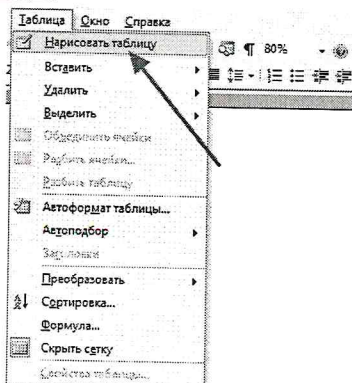 Таблица Окно Справка
Нарисовать таблицу
¶ 80%
Вставить
Удалить
Выделить
Объединить ячейки
Разбить ячейки...
Разбить таблицу
Автоформат таблицы...
Автоподбор
Заголовки
Преобразовать
Сортировка...
Формула...
Скрыть сетку
Свойства таблицы...